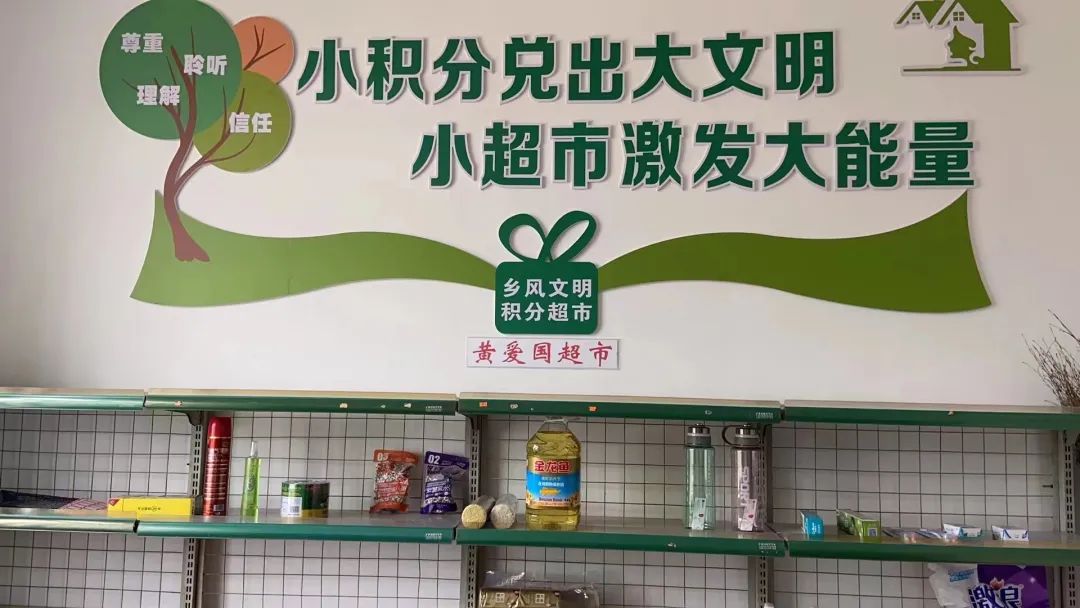 尊重
聆听
理解
信任
小积分兑出大文明
小超市激发大能量
乡风文明
积分超市
黄爱国超市
03
02
金龙鱼